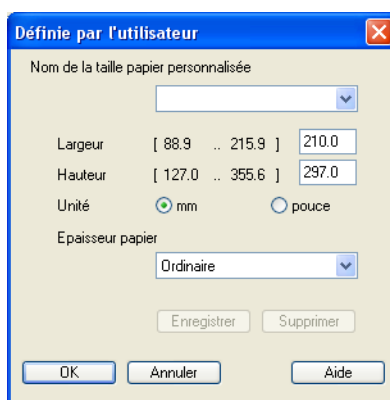 Définie par l'utilisateur
Nom de la taille papier personnalisée
Largeur [ 88.9 .. 215.9 ] 210.0
Hauteur [ 127.0 .. 355.6 ] 297.0
Unité mm pouce
Epaisseur papier
Ordinaire
Enregistrer Supprimer
OK Annuler Aide